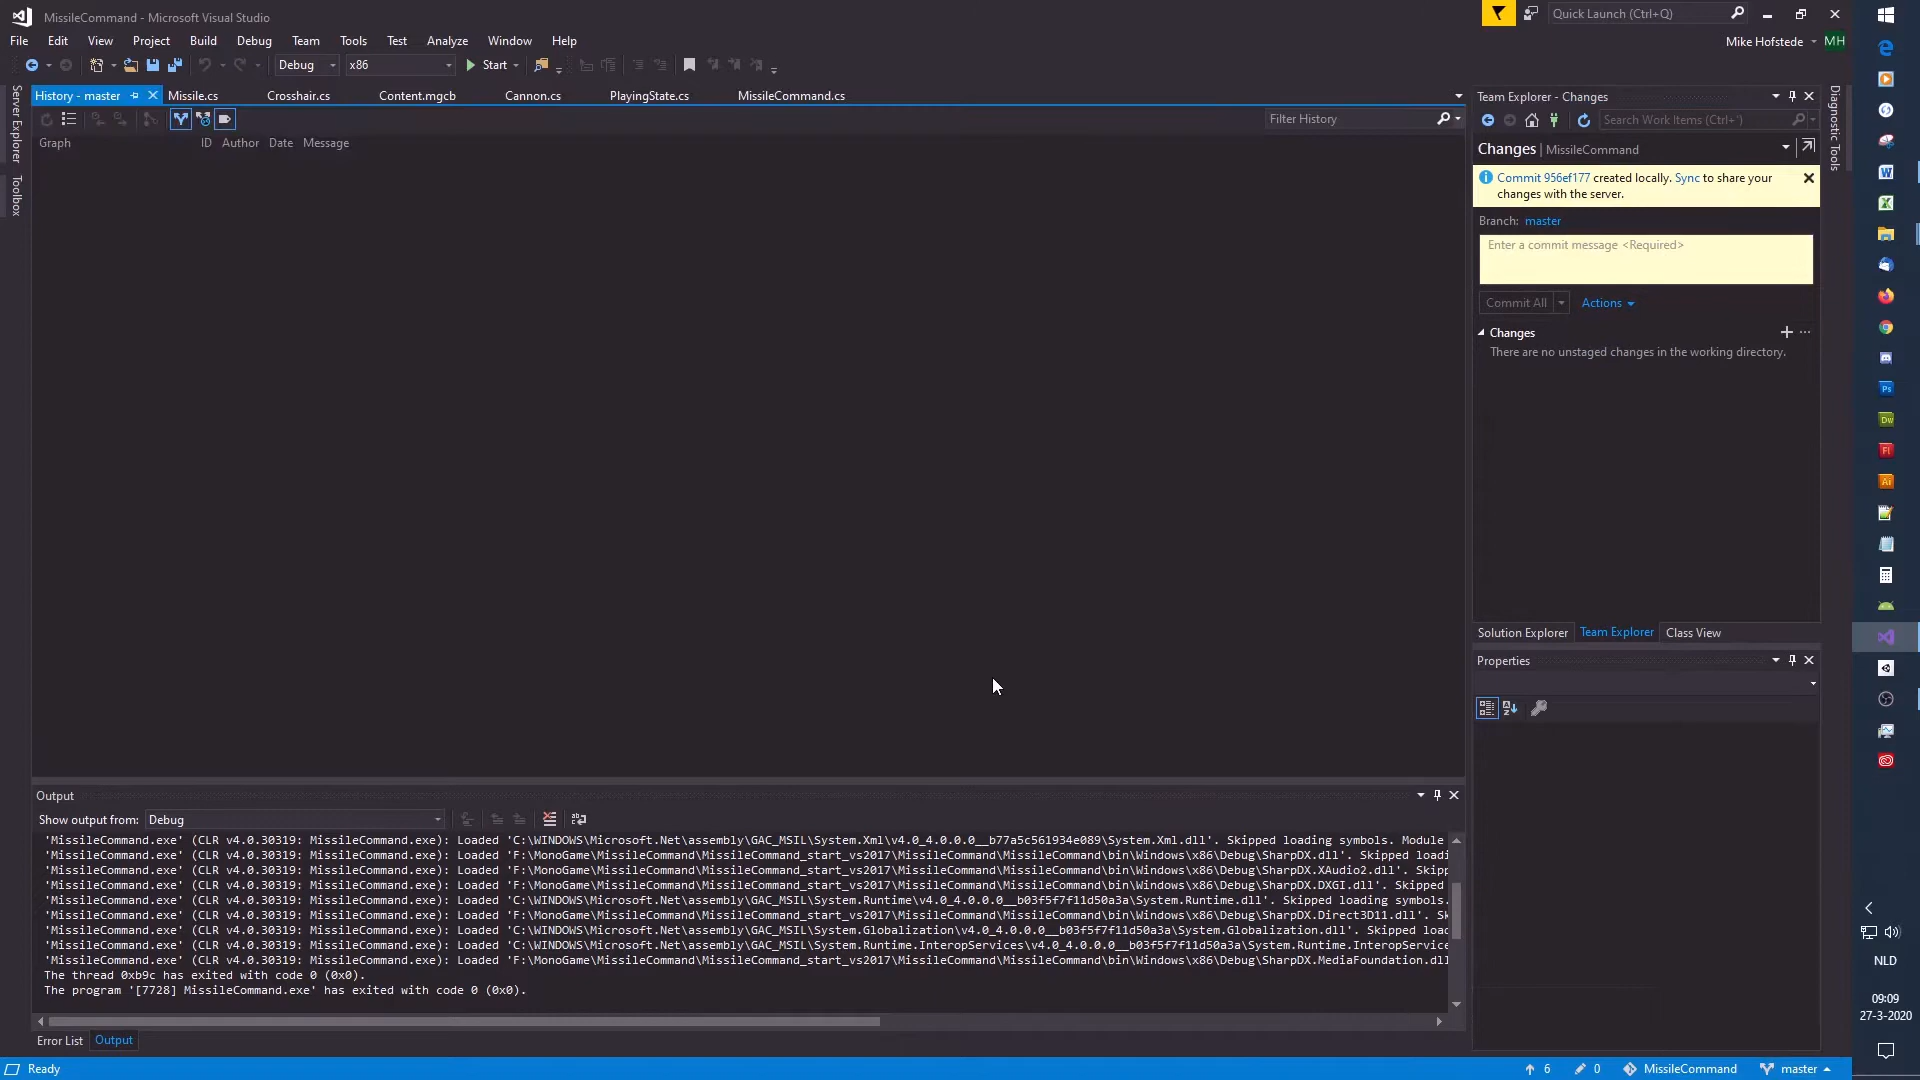 MissileCommand - Microsoft Visual Studio
Quick Launch (Ctrl+Q)
File Edit View Project Build Debug Team Tools Test Analyze Window Help
Mike Hofstede MH
Debug x86 Start
Server Explorer
Toolbox
History - master Missile.cs Crosshair.cs Content.mgcb Cannon.cs PlayingState.cs MissileCommand.cs
Filter History
Graph ID Author Date Message
Team Explorer - Changes
Search Work Items (Ctrl+')
Changes | MissileCommand
Commit 956ef177 created locally. Sync to share your
changes with the server.
Branch: master
Enter a commit message <Required>
Commit All Actions
Changes
There are no unstaged changes in the working directory.
Solution Explorer Team Explorer Class View
Properties
Diagnostic Tools
Output
Show output from: Debug
'MissileCommand.exe' (CLR v4.0.30319: MissileCommand.exe): Loaded 'C:\WINDOWS\Microsoft.Net\assembly\GAC_MSIL\System.Xml\v4.0_4.0.0.0__b77a5c561934e089\System.Xml.dll'. Skipped loading symbols. Module
'MissileCommand.exe' (CLR v4.0.30319: MissileCommand.exe): Loaded 'F:\MonoGame\MissileCommand\MissileCommand_start_vs2017\MissileCommand\MissileCommand\bin\Windows\x86\Debug\SharpDX.dll'. Skipped loadi
'MissileCommand.exe' (CLR v4.0.30319: MissileCommand.exe): Loaded 'F:\MonoGame\MissileCommand\MissileCommand_start_vs2017\MissileCommand\MissileCommand\bin\Windows\x86\Debug\SharpDX.XAudio2.dll'. Skip
'MissileCommand.exe' (CLR v4.0.30319: MissileCommand.exe): Loaded 'F:\MonoGame\MissileCommand\MissileCommand_start_vs2017\MissileCommand\MissileCommand\bin\Windows\x86\Debug\SharpDX.DXGI.dll'. Skipped
'MissileCommand.exe' (CLR v4.0.30319: MissileCommand.exe): Loaded 'C:\WINDOWS\Microsoft.Net\assembly\GAC_MSIL\System.Runtime\v4.0_4.0.0.0__b03f5f7f11d50a3a\System.Runtime.dll'. Skipped loading symbols.
'MissileCommand.exe' (CLR v4.0.30319: MissileCommand.exe): Loaded 'F:\MonoGame\MissileCommand\MissileCommand_start_vs2017\MissileCommand\MissileCommand\bin\Windows\x86\Debug\SharpDX.Direct3D11.dll'. Sk
'MissileCommand.exe' (CLR v4.0.30319: MissileCommand.exe): Loaded 'C:\WINDOWS\Microsoft.Net\assembly\GAC_MSIL\System.Globalization\v4.0_4.0.0.0__b03f5f7f11d50a3a\System.Globalization.dll'. Skipped load
'MissileCommand.exe' (CLR v4.0.30319: MissileCommand.exe): Loaded 'C:\WINDOWS\Microsoft.Net\assembly\GAC_MSIL\System.Runtime.InteropServices\v4.0_4.0.0.0__b03f5f7f11d50a3a\System.Runtime.InteropService
'MissileCommand.exe' (CLR v4.0.30319: MissileCommand.exe): Loaded 'F:\MonoGame\MissileCommand\MissileCommand_start_vs2017\MissileCommand\MissileCommand\bin\Windows\x86\Debug\SharpDX.MediaFoundation.dll
The thread 0xb9c has exited with code 0 (0x0).
The program '[7728] MissileCommand.exe' has exited with code 0 (0x0).
Error List Output
Ready 6 0 MissileCommand master
Ps
Dw
Fl
Ai
NLD
09:09
27-3-2020